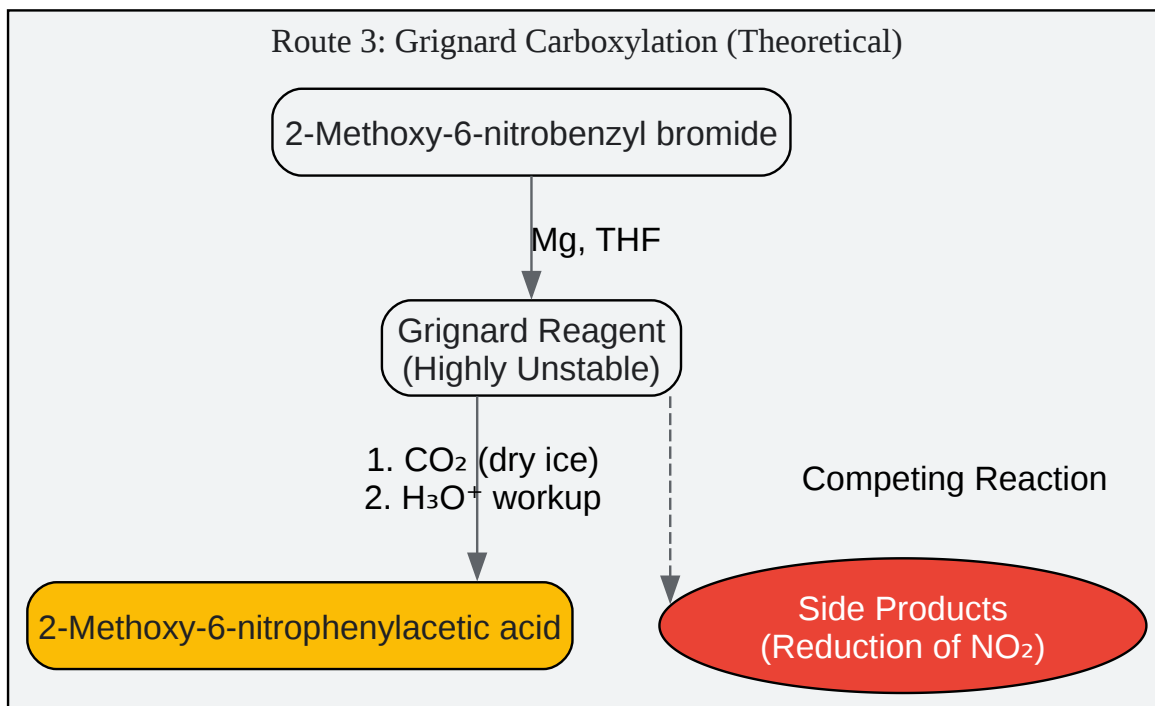 Route 3: Grignard Carboxylation (Theoretical)
2-Methoxy-6-nitrobenzyl bromide
Mg, THF
Grignard Reagent
(Highly Unstable)
1. CO₂ (dry ice)
2. H₃O⁺ workup
Competing Reaction
2-Methoxy-6-nitrophenylacetic acid
Side Products
(Reduction of NO₂)